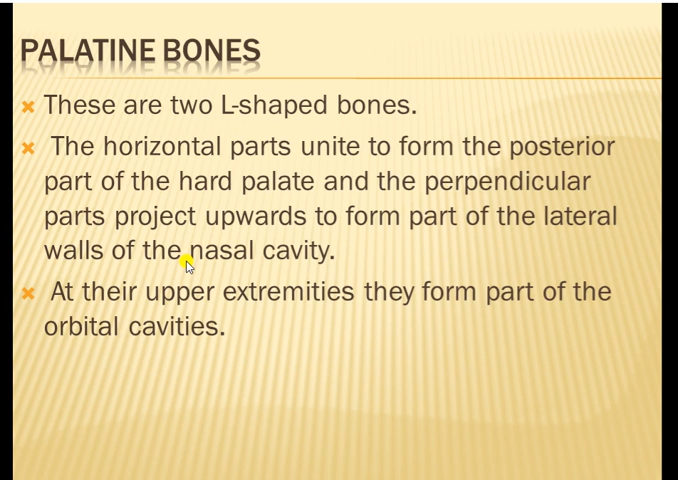 PALATINE BONES
These are two L-shaped bones.
The horizontal parts unite to form the posterior
part of the hard palate and the perpendicular
parts project upwards to form part of the lateral
walls of the nasal cavity.
At their upper extremities they form part of the
orbital cavities.